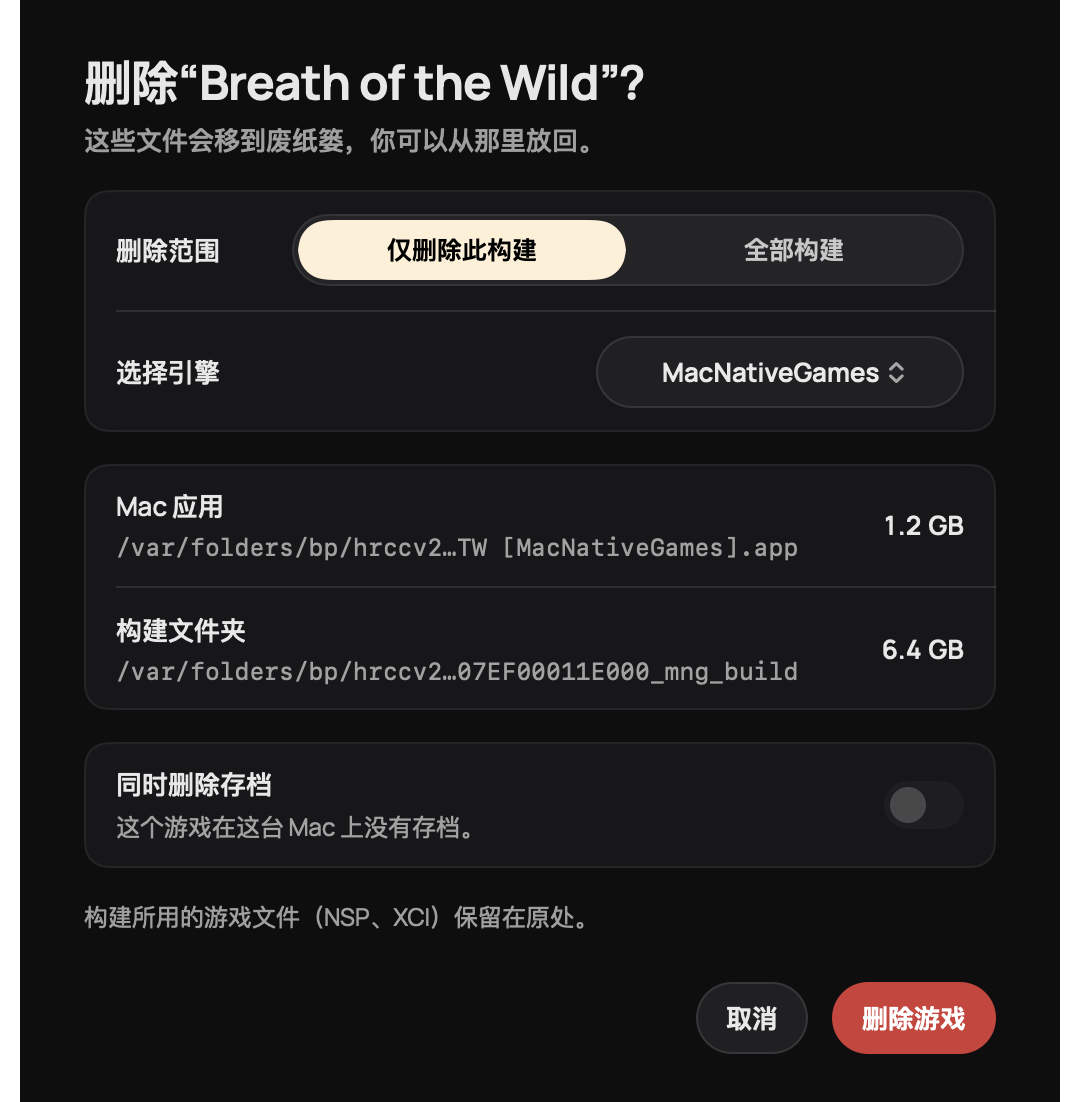 删除“Breath of the Wild”?
这些文件会移到废纸篓，你可以从那里放回。
删除范围
仅删除此构建
全部构建
选择引擎
MacNativeGames
Mac 应用
/var/folders/bp/hrccv2…TW [MacNativeGames].app
1.2 GB
构建文件夹
/var/folders/bp/hrccv2…07EF00011E000_mng_build
6.4 GB
同时删除存档
这个游戏在这台 Mac 上没有存档。
构建所用的游戏文件（NSP、XCI）保留在原处。
取消
删除游戏